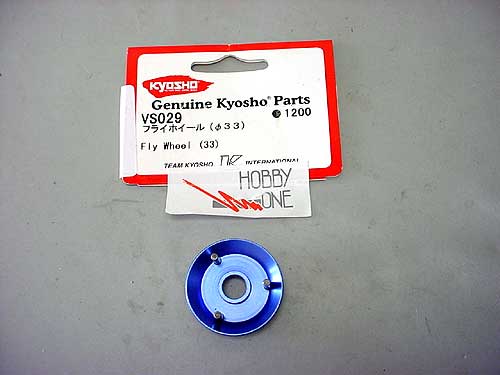 KYOSHO
Genuine Kyosho® Parts
VS029
1200
フライホイール (φ33)
Fly Wheel (33)
TEAM KYOSHO INTERNATIONAL
HOBBY
ONE